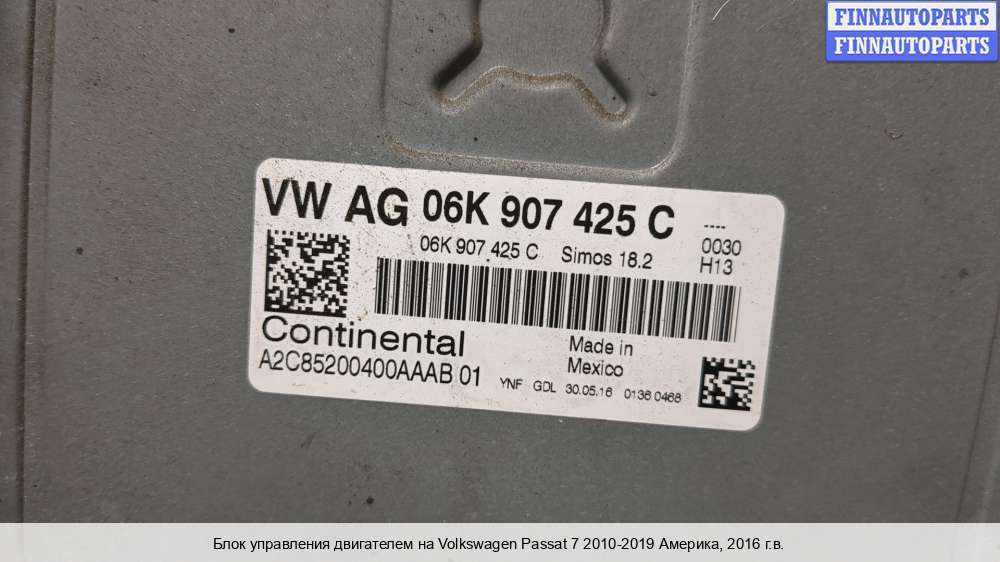 FINNAUTOPARTS
FINNAUTOPARTS
VW AG 06K 907 425 C
06K 907 425 C Simos 18.2
----
0030
H13
Continental
A2C85200400AAAB 01
Made in
Mexico
YNF GDL 30.05.16 0136 0468
Блок управления двигателем на Volkswagen Passat 7 2010-2019 Америка, 2016 г.в.